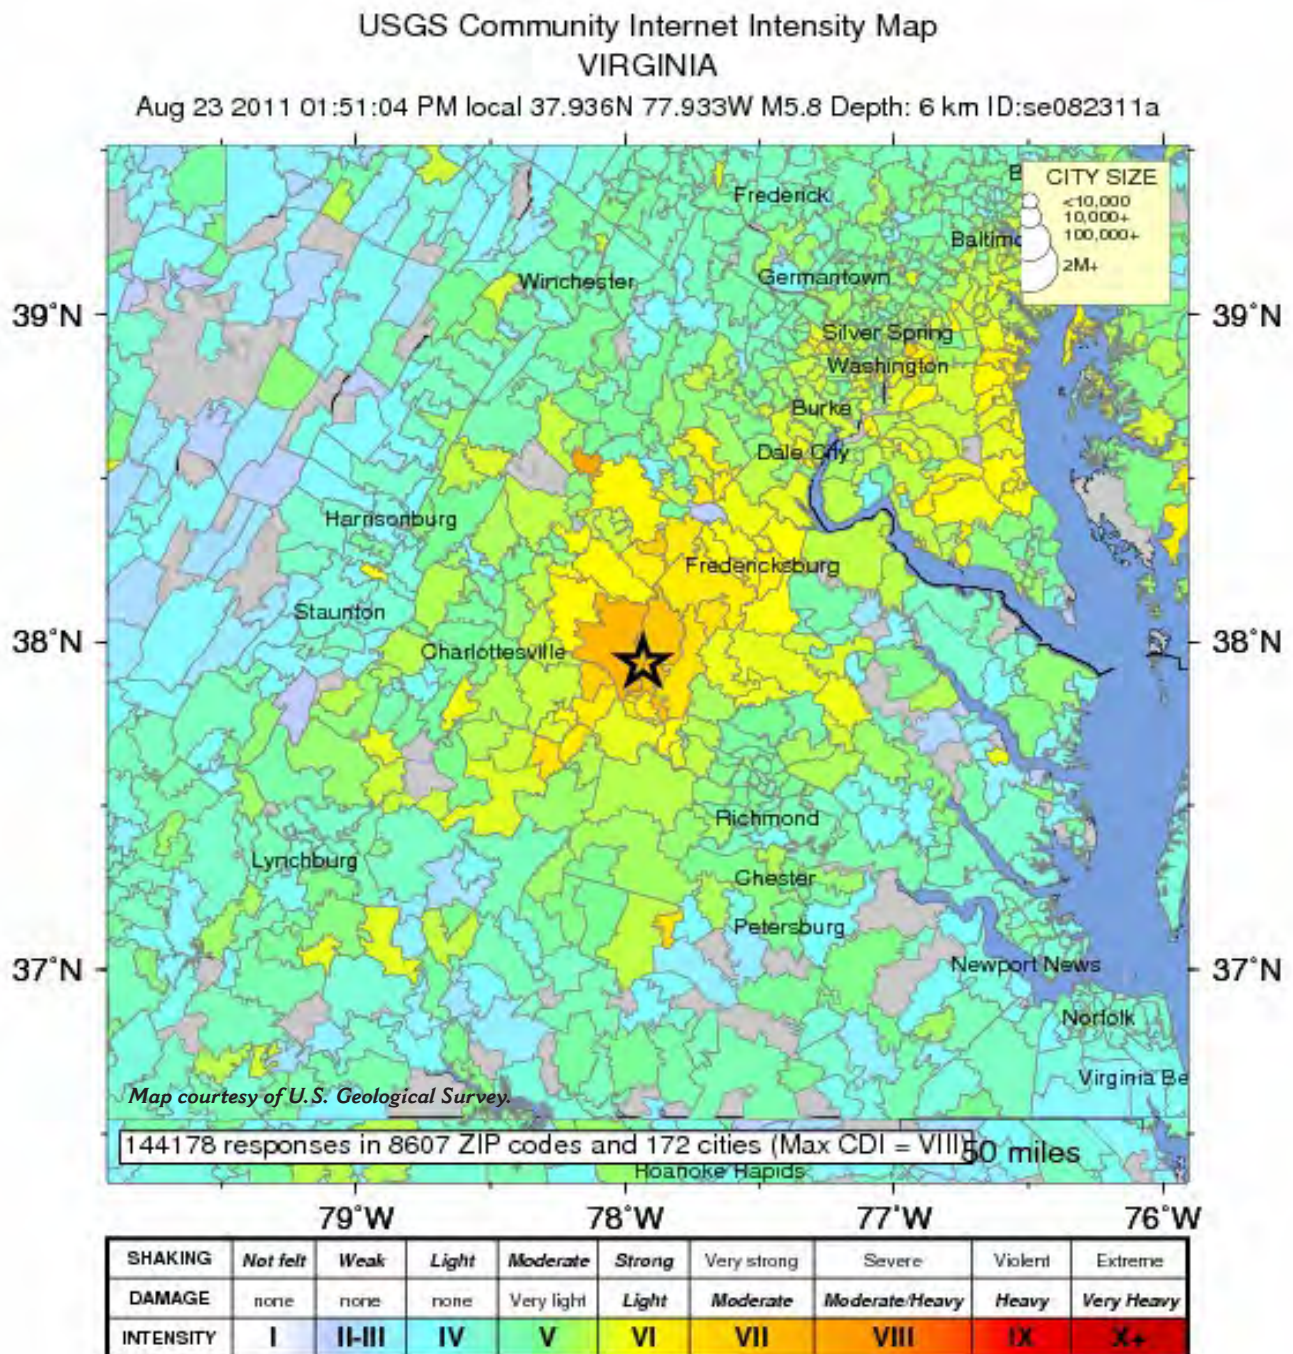 USGS Community Internet Intensity Map
VIRGINIA
Aug 23 2011 01:51:04 PM local 37.936N 77.933W M5.8 Depth: 6 km ID:se082311a
CITY SIZE
<10,000
10,000+
100,000+
2M+
Frederick
Baltimo
Winchester
Germantown
39°N
39°N
Silver Spring
Washington
Burke
Dale City
Harrisonburg
Fredericksburg
Staunton
38°N
Charlottesville
38°N
Richmond
Lynchburg
Chester
Petersburg
37°N
Newport News
37°N
Norfolk
Virginia Be
Map courtesy of U.S. Geological Survey.
144178 responses in 8607 ZIP codes and 172 cities (Max CDI = VIII)
50 miles
Roanoke Rapids
79°W 78°W 77°W 76°W
SHAKING Not felt Weak Light Moderate Strong Very strong Severe Violent Extreme
DAMAGE none none none Very light Light Moderate Moderate/Heavy Heavy Very Heavy
INTENSITY I II-III IV V VI VII VIII IX X+